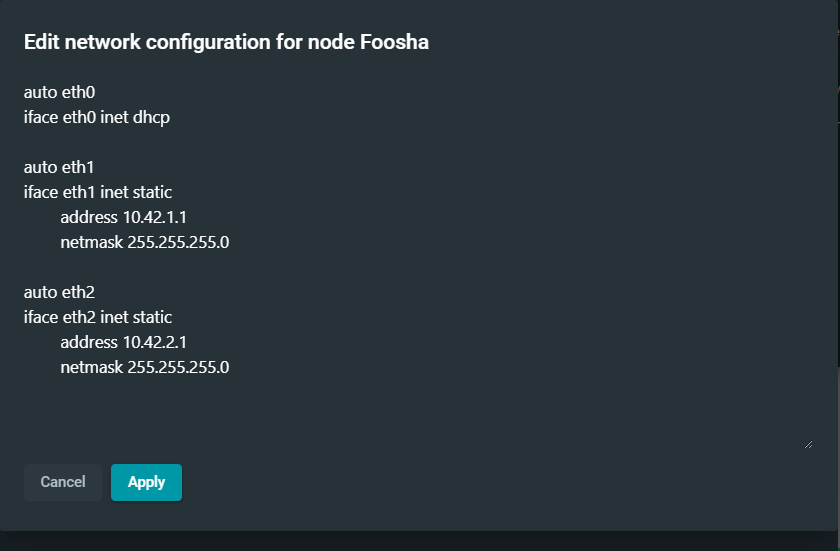 Edit network configuration for node Foosha
auto eth0
iface eth0 inet dhcp
auto eth1
iface eth1 inet static
address 10.42.1.1
netmask 255.255.255.0
auto eth2
iface eth2 inet static
address 10.42.2.1
netmask 255.255.255.0
Cancel
Apply